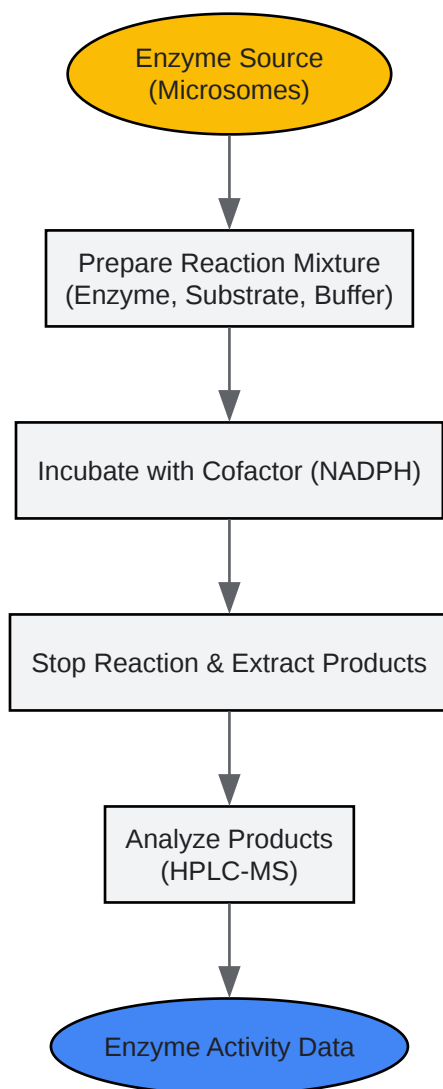 Enzyme Source
(Microsomes)
Prepare Reaction Mixture
(Enzyme, Substrate, Buffer)
Incubate with Cofactor (NADPH)
Stop Reaction & Extract Products
Analyze Products
(HPLC-MS)
Enzyme Activity Data